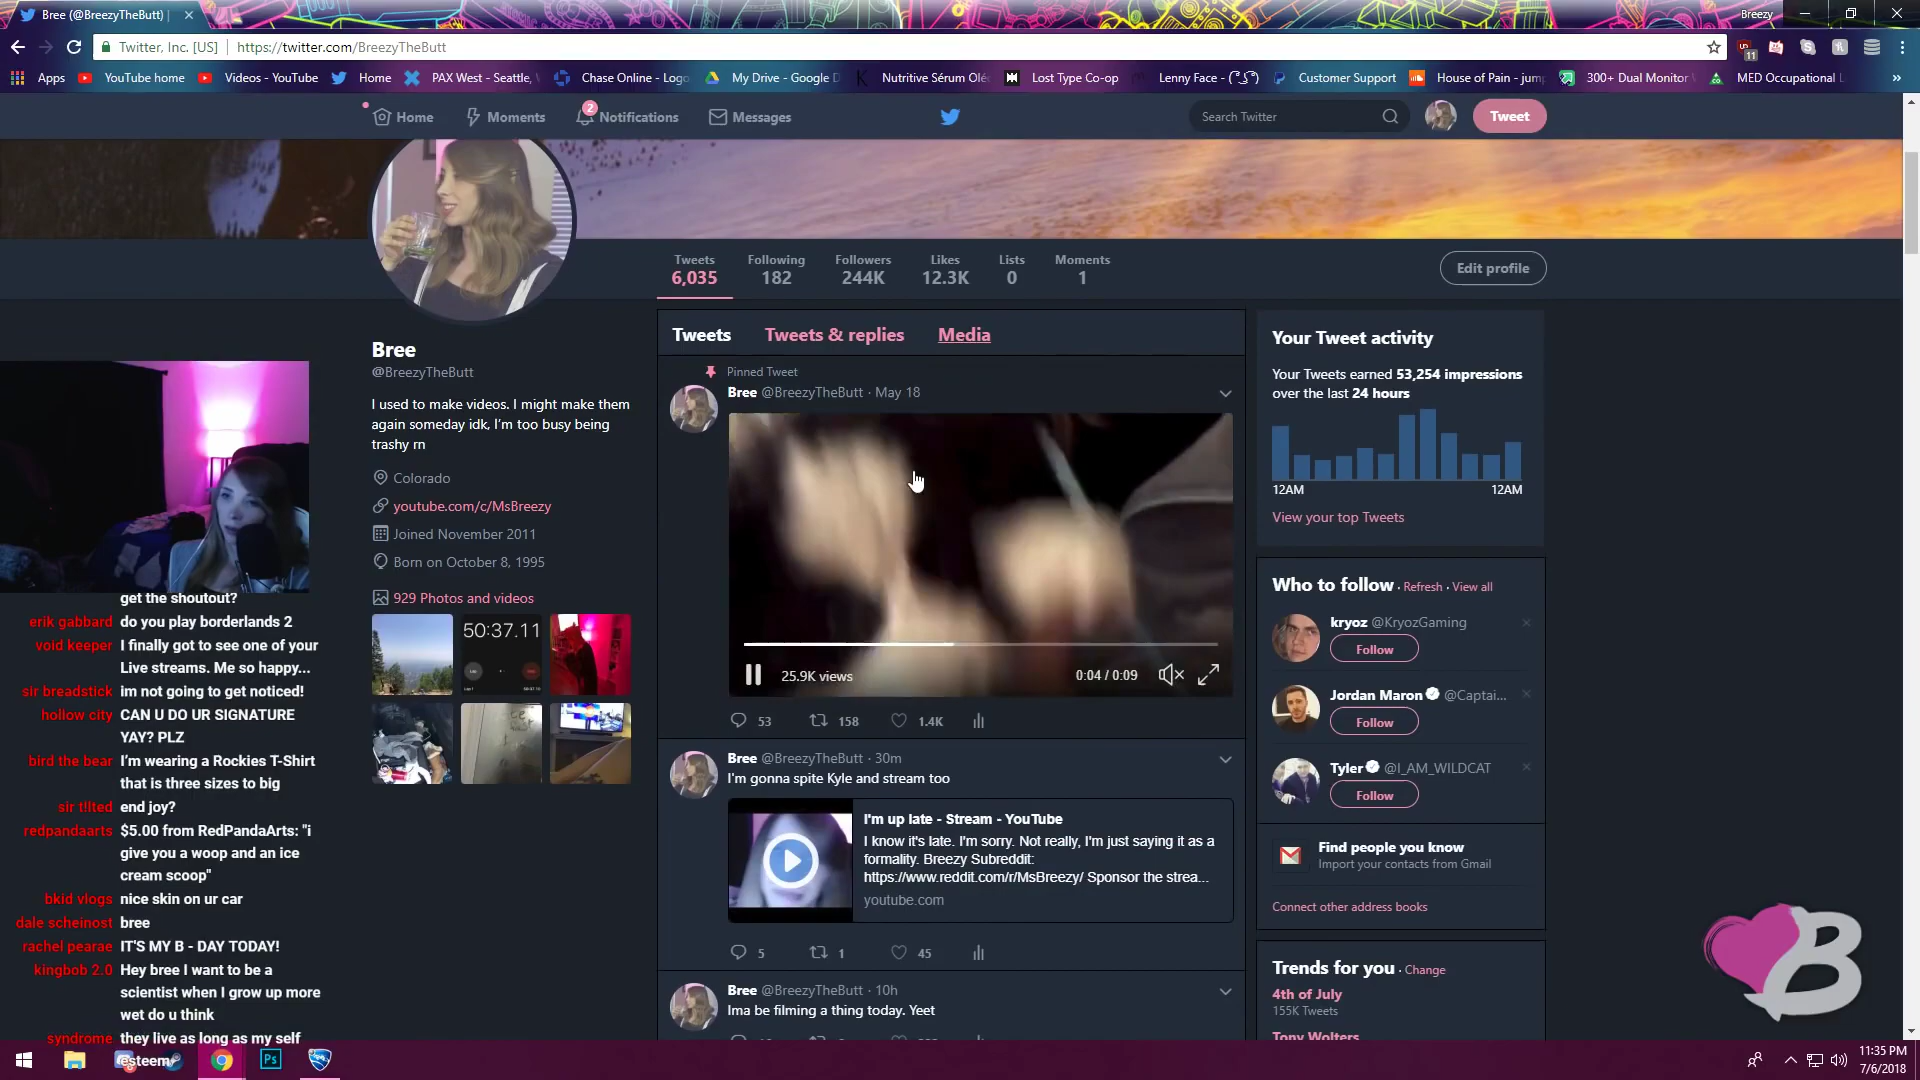 Bree (@BreezyTheButt) |
Breezy
Twitter, Inc. [US]
https://twitter.com/BreezyTheButt
11
Apps
YouTube home
Videos - YouTube
Home
PAX West - Seattle,
Chase Online - Logo
My Drive - Google D
Nutritive Sérum Olé
Lost Type Co-op
Lenny Face - ( ͡° ͜ʖ ͡°)
Customer Support
House of Pain - jum
300+ Dual Monitor
MED Occupational
»
Home
Moments
2
Notifications
Messages
Search Twitter
Tweet
Tweets
Following
Followers
Likes
Lists
Moments
6,035
182
244K
12.3K
0
1
Edit profile
Bree
@BreezyTheButt
I used to make videos. I might make them
again someday idk, I'm too busy being
trashy rn
Colorado
youtube.com/c/MsBreezy
Joined November 2011
Born on October 8, 1995
929 Photos and videos
50:37.11
Tweets
Tweets & replies
Media
Pinned Tweet
Bree @BreezyTheButt · May 18
25.9K views
0:04 / 0:09
53
158
1.4K
Bree @BreezyTheButt · 30m
I'm gonna spite Kyle and stream too
I'm up late - Stream - YouTube
I know it's late. I'm sorry. Not really, I'm just saying it as a
formality. Breezy Subreddit:
https://www.reddit.com/r/MsBreezy/ Sponsor the strea...
youtube.com
5
1
45
Bree @BreezyTheButt · 10h
Ima be filming a thing today. Yeet
Your Tweet activity
Your Tweets earned 53,254 impressions
over the last 24 hours
12AM
12AM
View your top Tweets
Who to follow · Refresh · View all
kryoz @KryozGaming
Follow
Jordan Maron @Captai...
Follow
Tyler @I_AM_WILDCAT
Follow
Find people you know
Import your contacts from Gmail
Connect other address books
Trends for you · Change
4th of July
155K Tweets
Tony Wolters
get the shoutout?
erik gabbard do you play borderlands 2
void keeper I finally got to see one of your
Live streams. Me so happy...
sir breadstick im not going to get noticed!
hollow city CAN U DO UR SIGNATURE
YAY? PLZ
bird the bear I'm wearing a Rockies T-Shirt
that is three sizes to big
sir t!lted end joy?
redpandaarts $5.00 from RedPandaArts: "i
give you a woop and an ice
cream scoop"
bkid vlogs nice skin on ur car
dale scheinost bree
rachel pearae IT'S MY B - DAY TODAY!
kingbob 2.0 Hey bree I want to be a
scientist when I grow up more
wet do u think
syndrome they live as long as my self
esteem
B
Ps
11:35 PM
7/6/2018